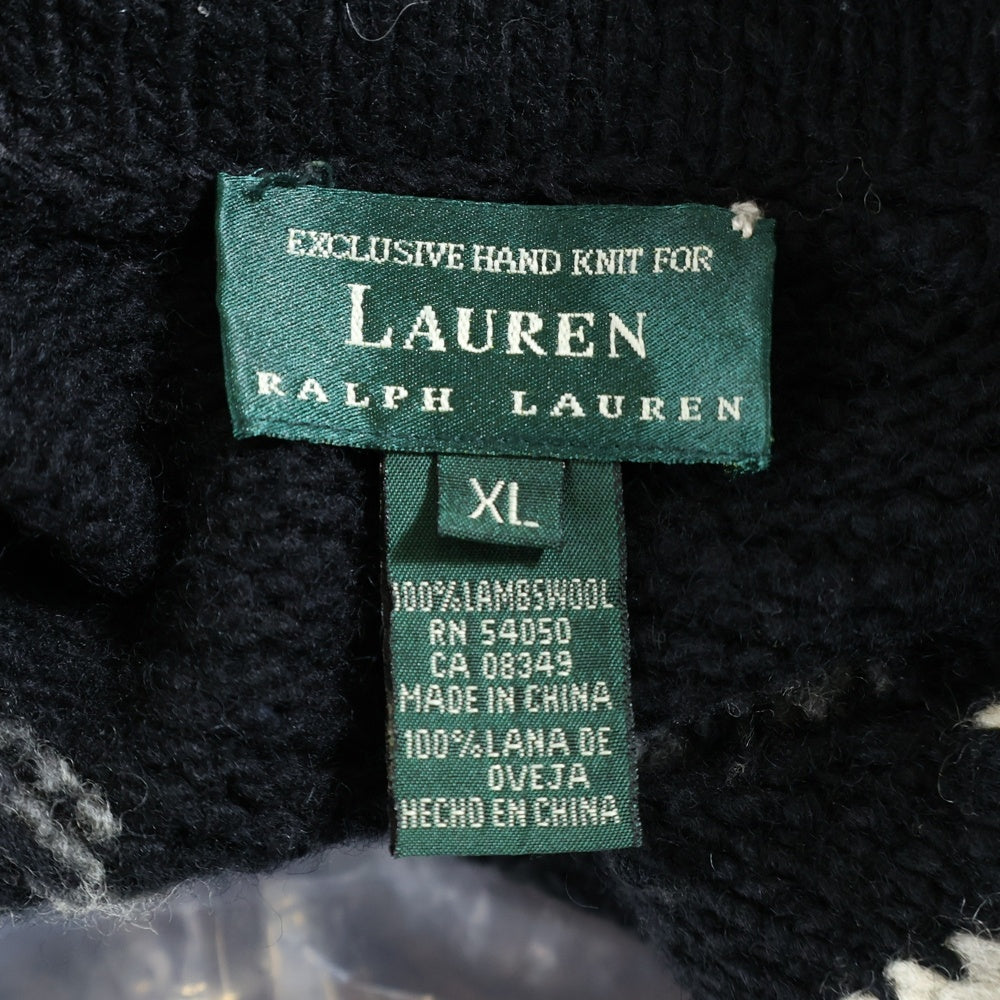 EXCLUSIVE HAND KNIT FOR
LAUREN
RALPH LAUREN
XL
100% LAMBSWOOL
RN 54050
CA 08349
MADE IN CHINA
100% LANA DE
OVEJA
HECHO EN CHINA